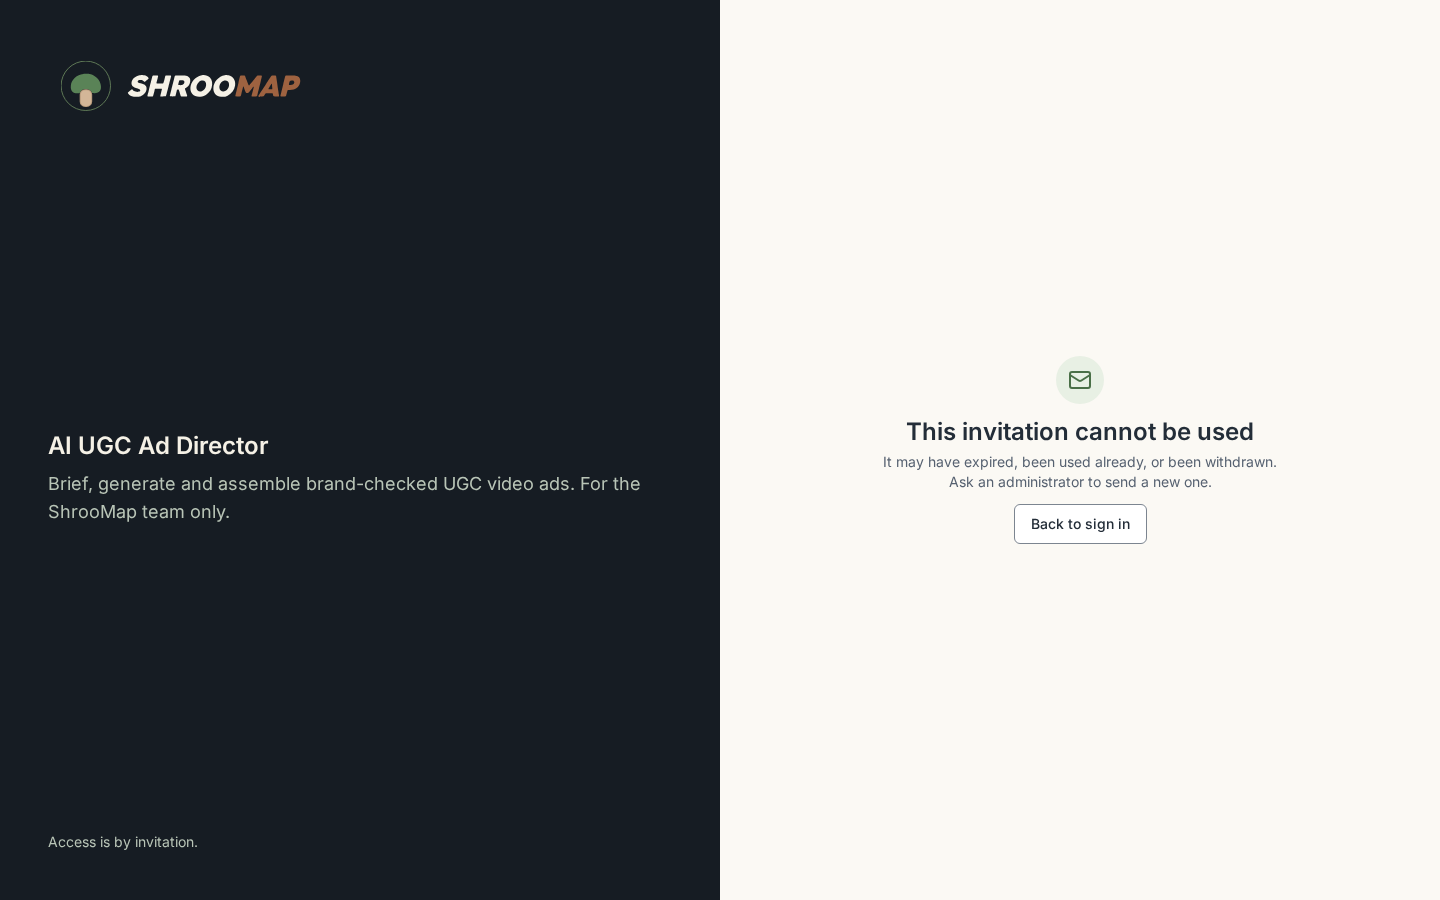 SHROOMAP
AI UGC Ad Director
Brief, generate and assemble brand-checked UGC video ads. For the
ShrooMap team only.
Access is by invitation.
This invitation cannot be used
It may have expired, been used already, or been withdrawn.
Ask an administrator to send a new one.
Back to sign in